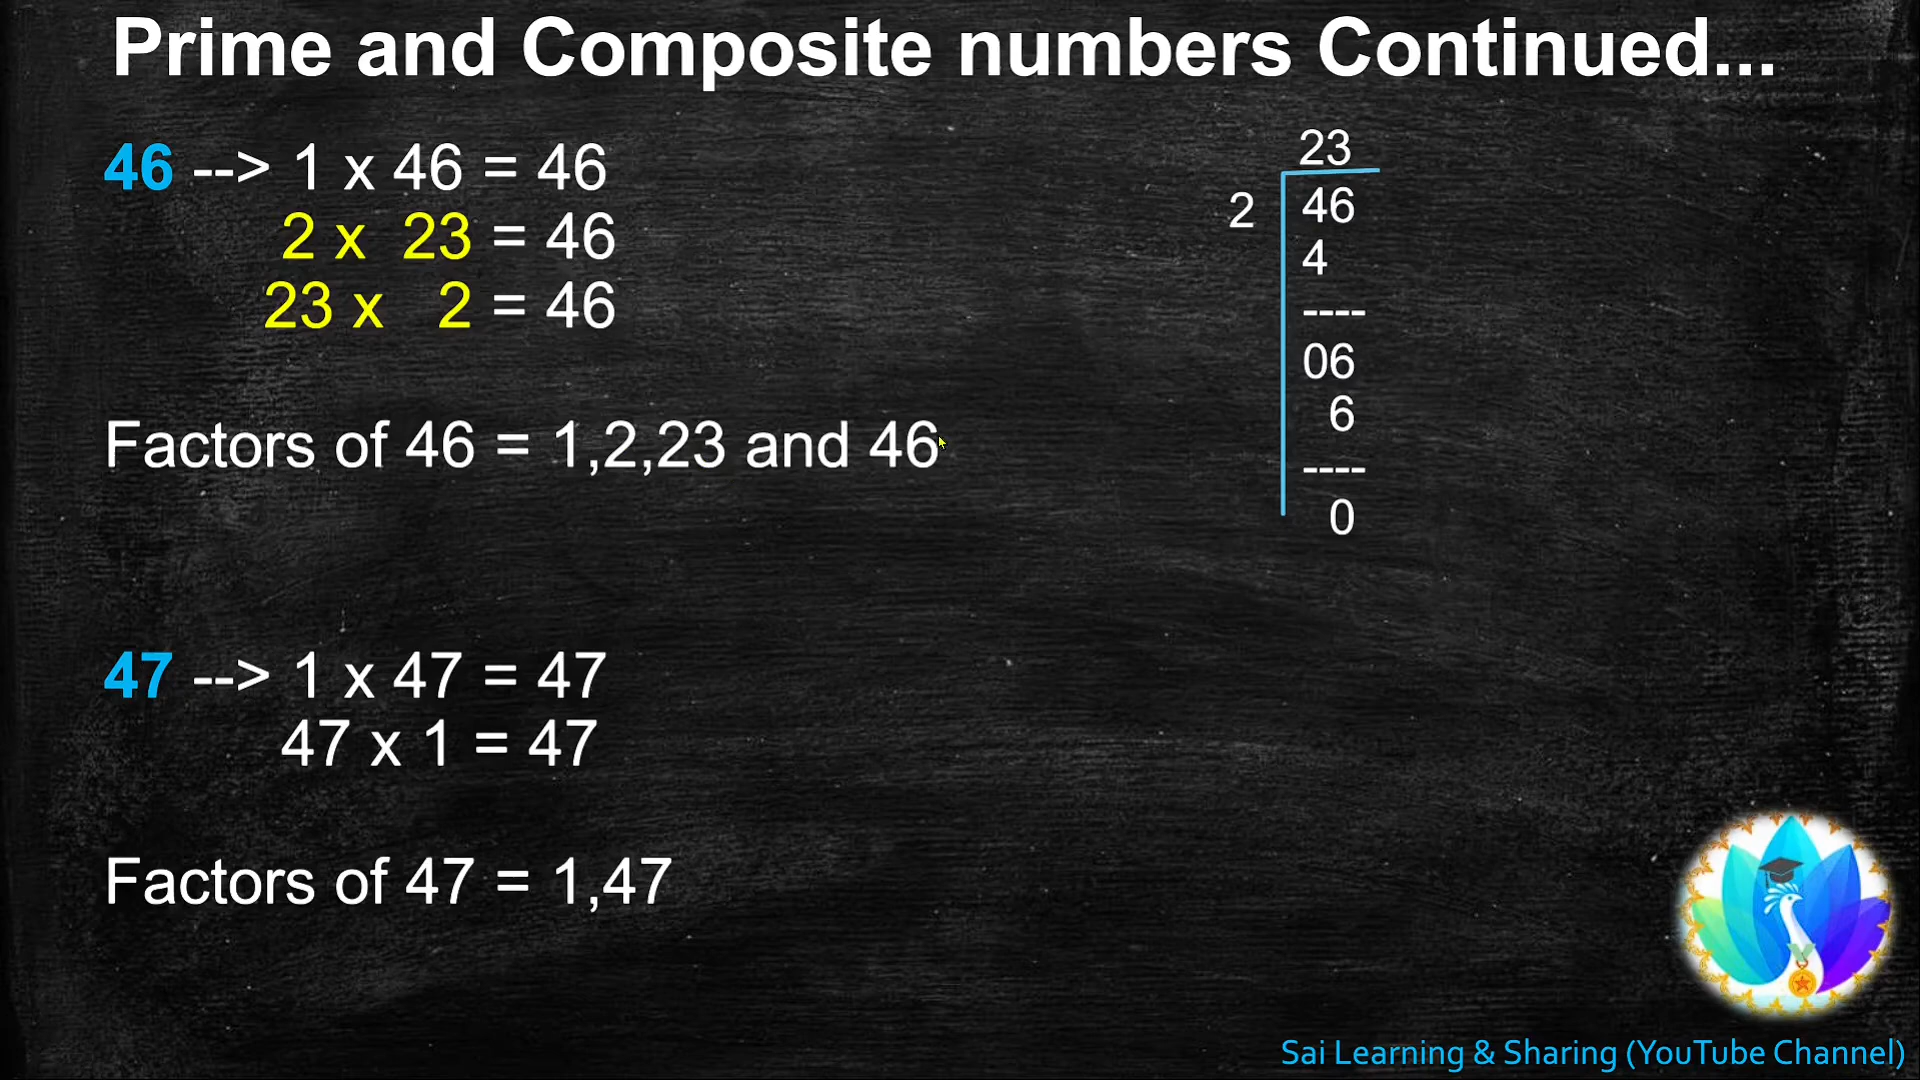 Prime and Composite numbers Continued...
46 --> 1 x 46 = 46
2 x 23 = 46
23 x 2 = 46
Factors of 46 = 1,2,23 and 46
23
2 46
4
----
06
6
----
0
47 --> 1 x 47 = 47
47 x 1 = 47
Factors of 47 = 1,47
Sai Learning & Sharing (YouTube Channel)